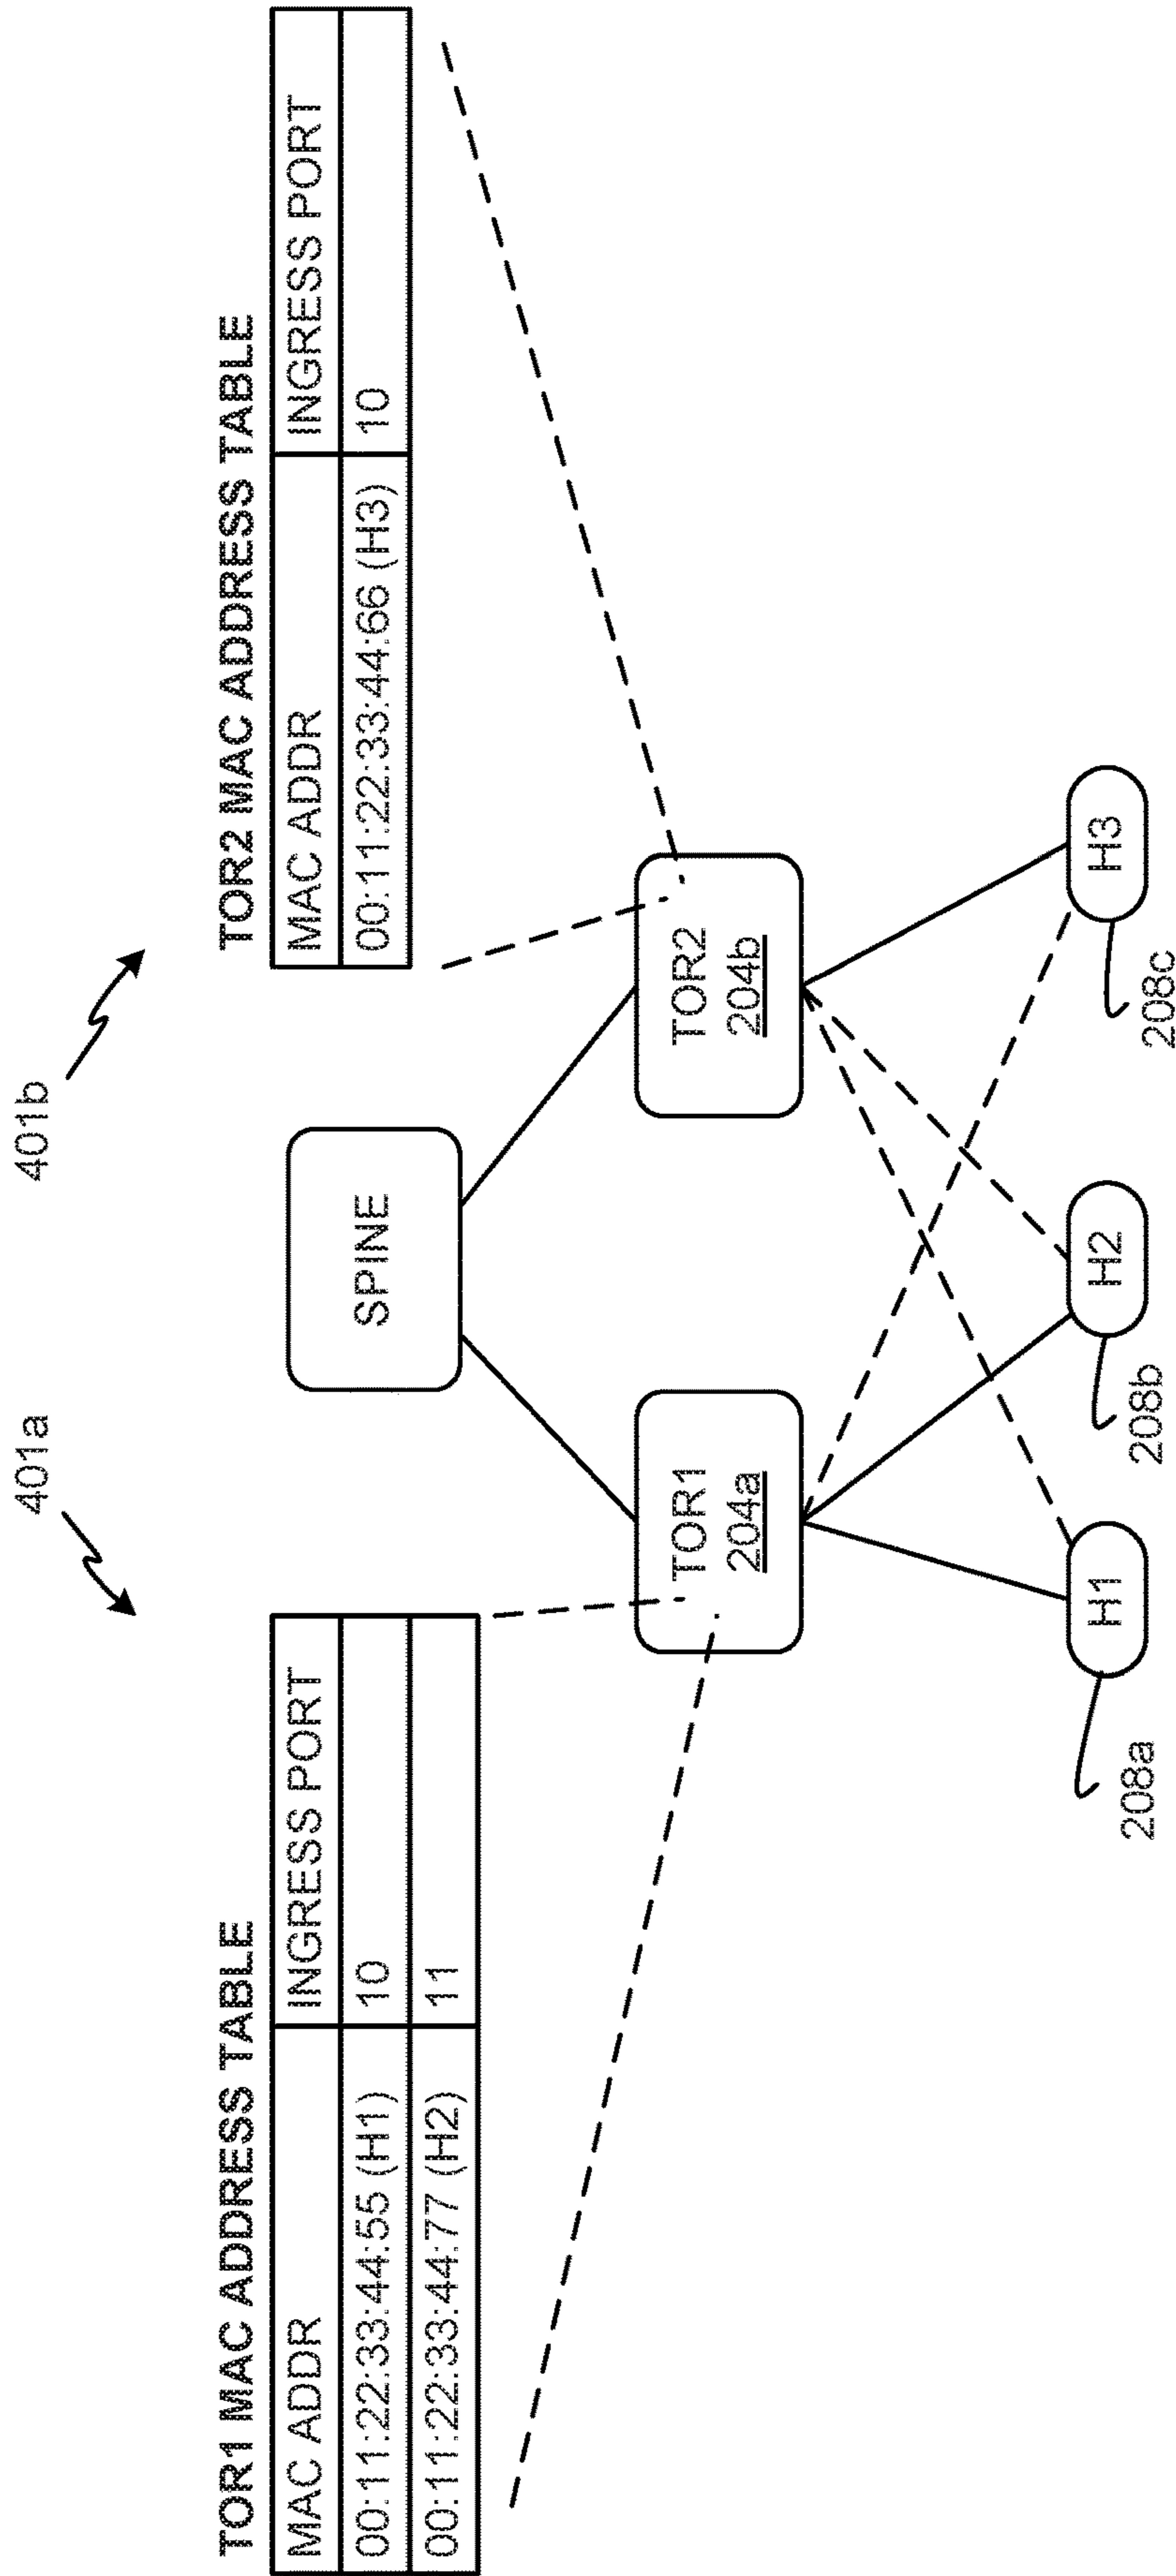 401a
401b
TOR1 MAC ADDRESS TABLE
MAC ADDR INGRESS PORT
00:11:22:33:44:55 (H1) 10
00:11:22:33:44:77 (H2) 11
TOR2 MAC ADDRESS TABLE
MAC ADDR INGRESS PORT
00:11:22:33:44:66 (H3) 10
SPINE
TOR1
204a
TOR2
204b
H1
H2
H3
208a
208b
208c